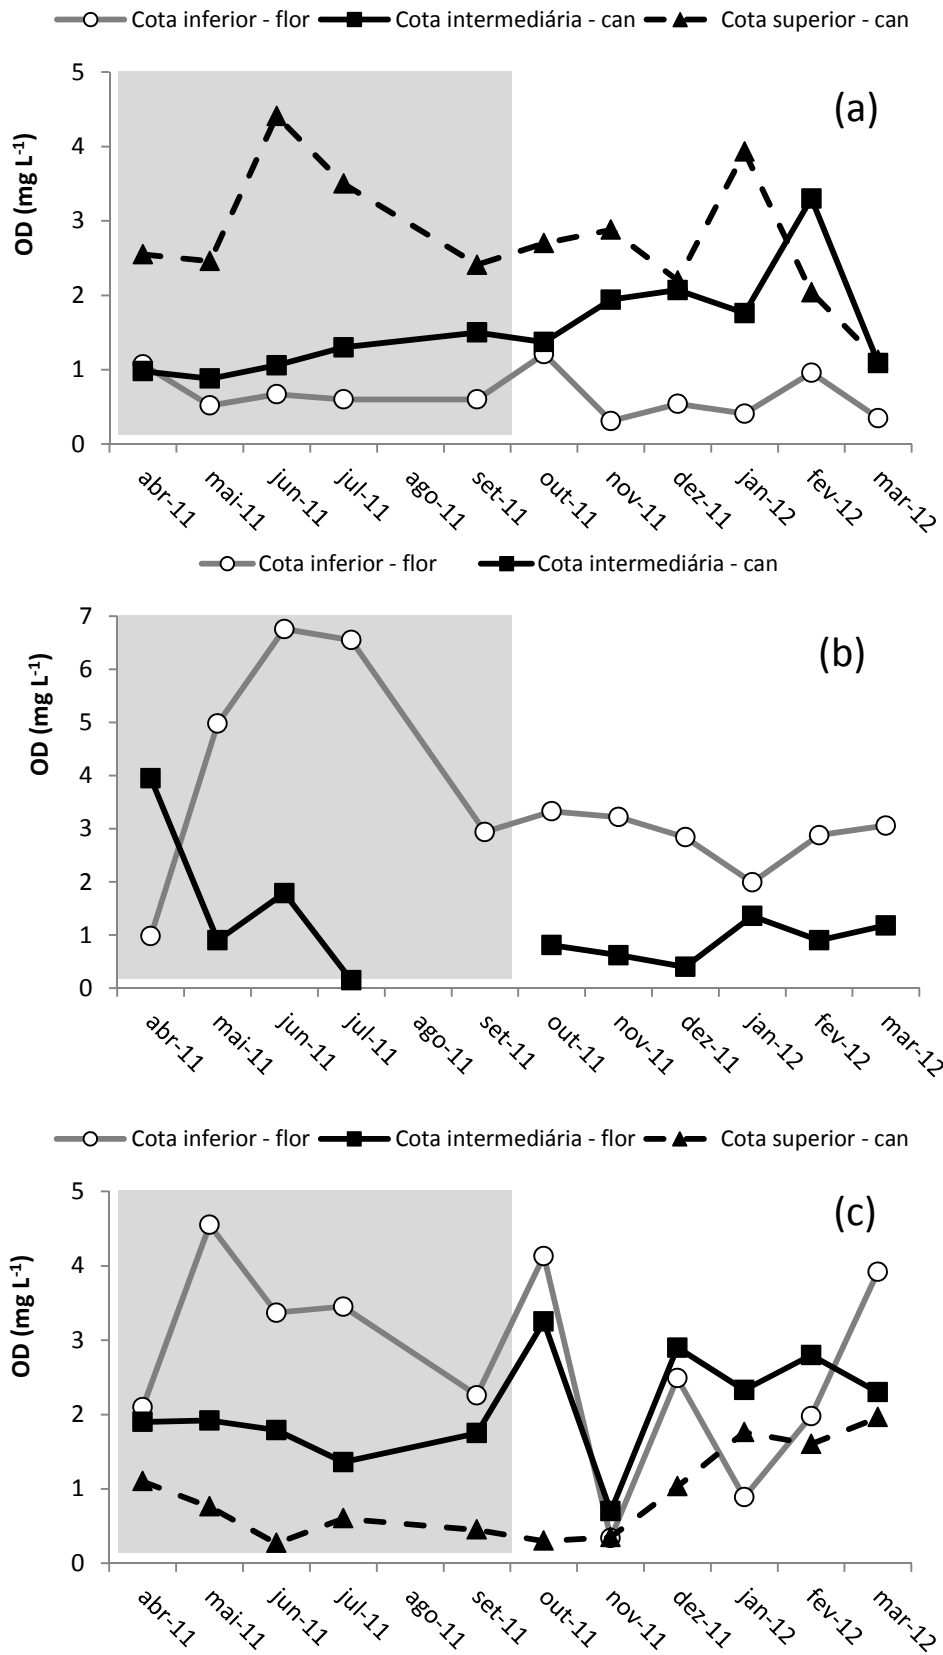 Cota inferior - flor Cota intermediária - can Cota superior - can
(a)
OD (mg L-1)
5
4
3
2
1
0
abr-11 mai-11 jun-11 jul-11 ago-11 set-11 out-11 nov-11 dez-11 jan-12 fev-12 mar-12
Cota inferior - flor Cota intermediária - can
(b)
OD (mg L-1)
7
6
5
4
3
2
1
0
abr-11 mai-11 jun-11 jul-11 ago-11 set-11 out-11 nov-11 dez-11 jan-12 fev-12 mar-12
Cota inferior - flor Cota intermediária - flor Cota superior - can
(c)
OD (mg L-1)
5
4
3
2
1
0
abr-11 mai-11 jun-11 jul-11 ago-11 set-11 out-11 nov-11 dez-11 jan-12 fev-12 mar-12